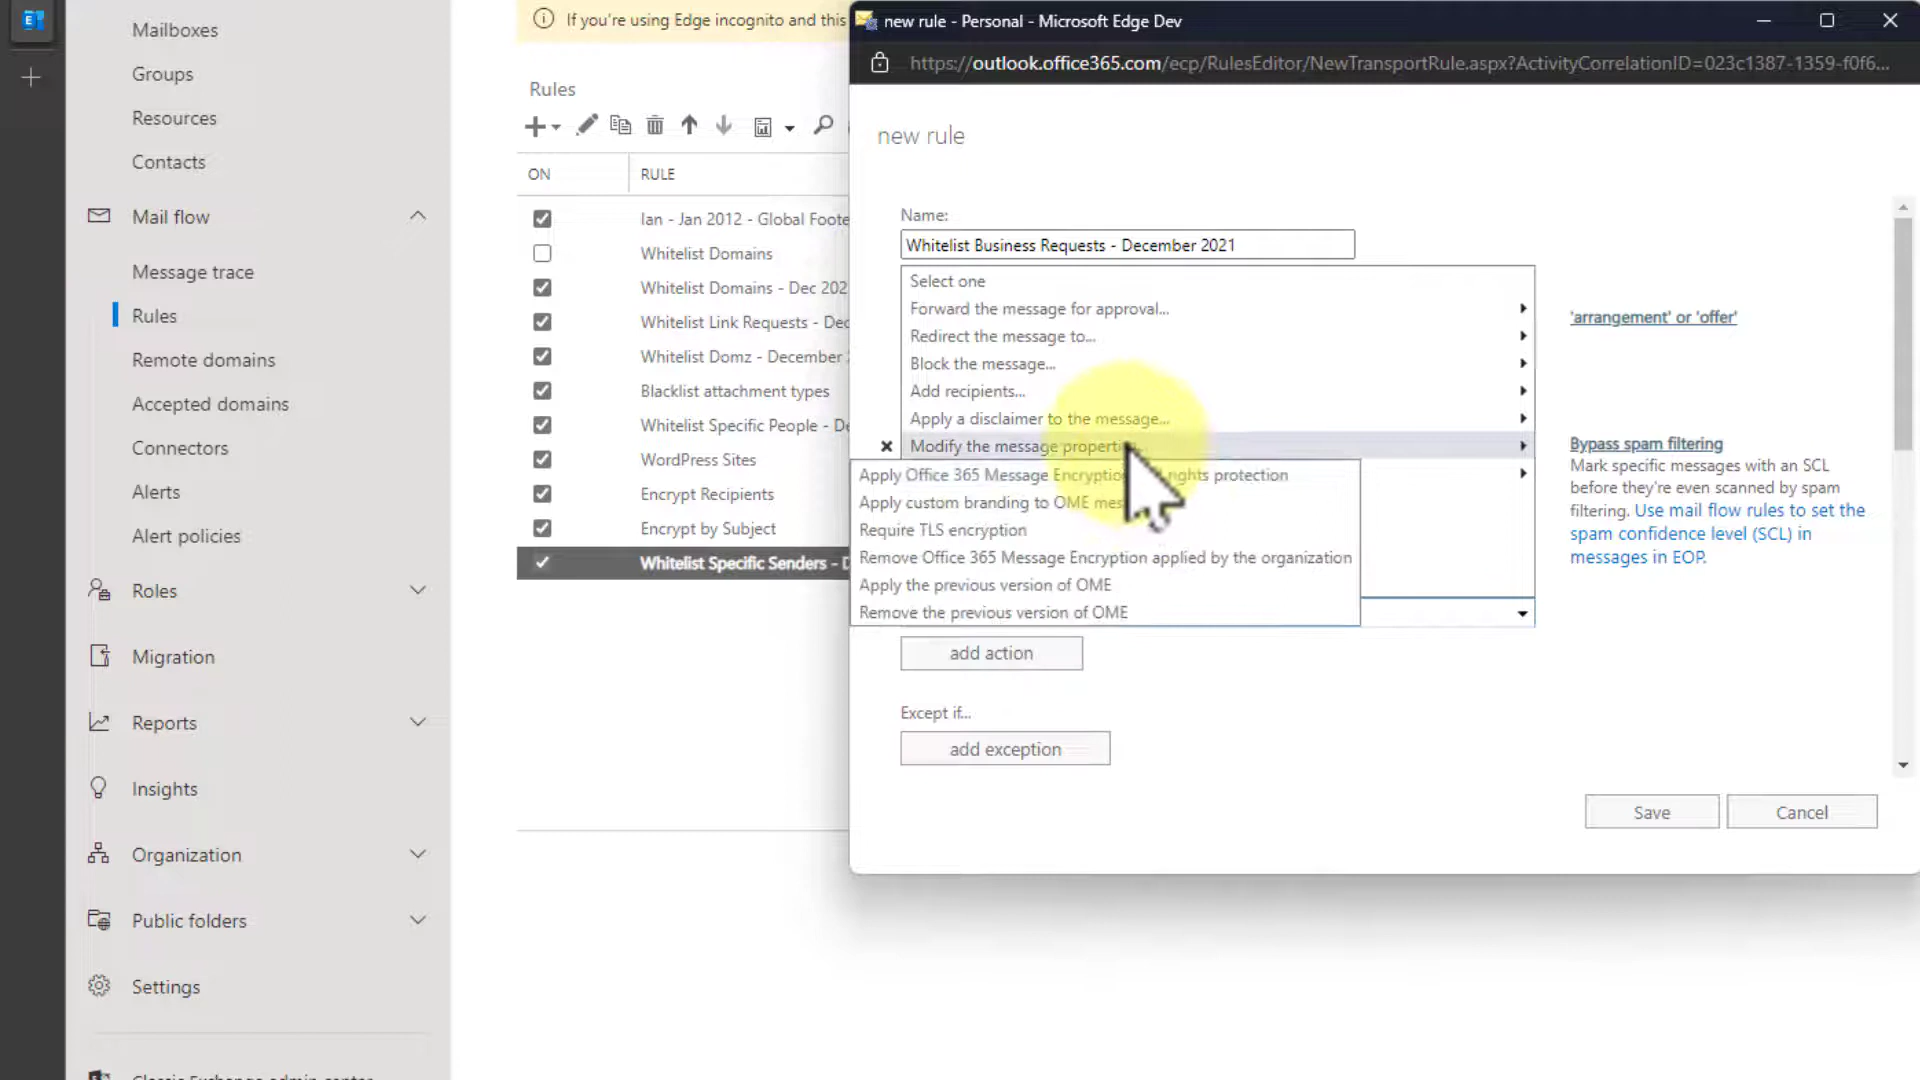 Mailboxes
Groups
Resources
Contacts
Mail flow
Message trace
Rules
Remote domains
Accepted domains
Connectors
Alerts
Alert policies
Roles
Migration
Reports
Insights
Organization
Public folders
Settings
If you're using Edge incognito and this
Rules
ON RULE
Ian - Jan 2012 - Global Foote
Whitelist Domains
Whitelist Domains - Dec 202
Whitelist Link Requests - Dec
Whitelist Domz - December
Blacklist attachment types
Whitelist Specific People - De
WordPress Sites
Encrypt Recipients
Encrypt by Subject
Whitelist Specific Senders - D
new rule - Personal - Microsoft Edge Dev
https://outlook.office365.com/ecp/RulesEditor/NewTransportRule.aspx?ActivityCorrelationID=023c1387-1359-f0f6...
new rule
Name:
Whitelist Business Requests - December 2021
Select one
Forward the message for approval...
Redirect the message to...
Block the message...
Add recipients...
Apply a disclaimer to the message...
Modify the message properti
Apply Office 365 Message Encryptio rights protection
Apply custom branding to OME mes
Require TLS encryption
Remove Office 365 Message Encryption applied by the organization
Apply the previous version of OME
Remove the previous version of OME
add action
Except if...
add exception
'arrangement' or 'offer'
Bypass spam filtering
Mark specific messages with an SCL
before they're even scanned by spam
filtering. Use mail flow rules to set the
spam confidence level (SCL) in
messages in EOP.
Save Cancel